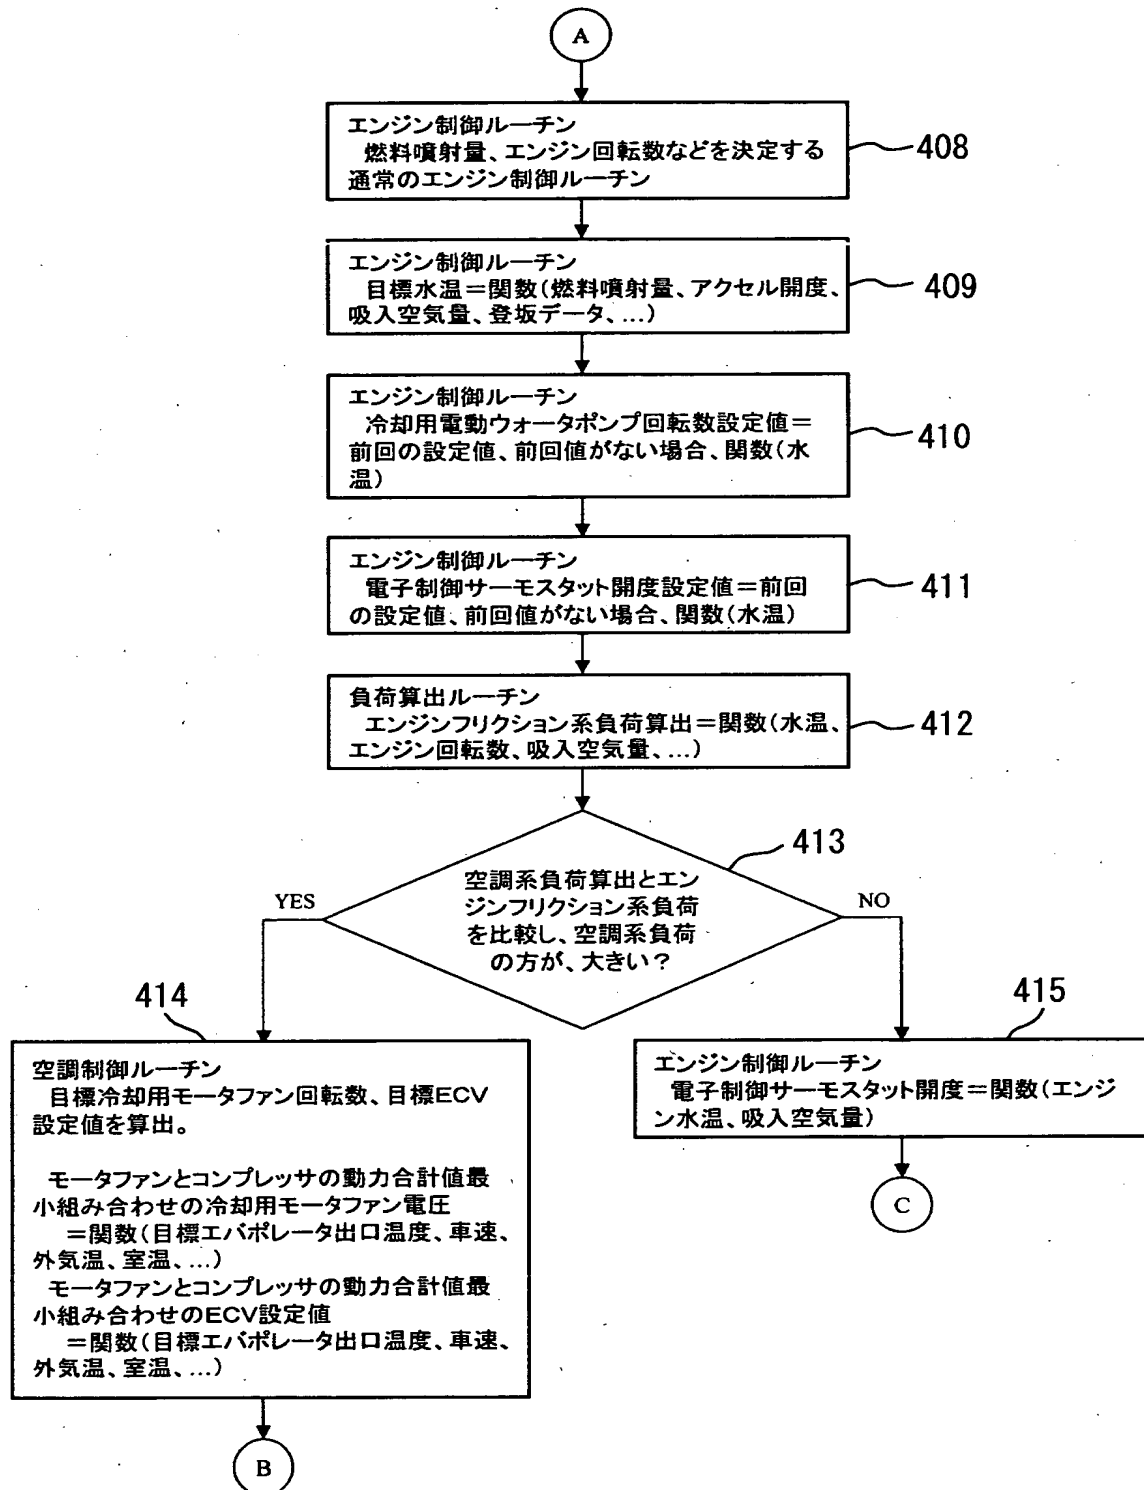 A
エンジン制御ルーチン
燃料噴射量、エンジン回転数などを決定する
通常のエンジン制御ルーチン
408
エンジン制御ルーチン
目標水温＝関数（燃料噴射量、アクセル開度、
吸入空気量、登坂データ、…）
409
エンジン制御ルーチン
冷却用電動ウォータポンプ回転数設定値＝
前回の設定値、前回値がない場合、関数（水
温）
410
エンジン制御ルーチン
電子制御サーモスタット開度設定値＝前回
の設定値、前回値がない場合、関数（水温）
411
負荷算出ルーチン
エンジンフリクション系負荷算出＝関数（水温、
エンジン回転数、吸入空気量、…）
412
413
空調系負荷算出とエン
ジンフリクション系負荷
を比較し、空調系負荷
の方が、大きい？
YES
NO
414
空調制御ルーチン
目標冷却用モータファン回転数、目標ECV
設定値を算出。
モータファンとコンプレッサの動力合計値最
小組み合わせの冷却用モータファン電圧
＝関数（目標エバポレータ出口温度、車速、
外気温、室温、…）
モータファンとコンプレッサの動力合計値最
小組み合わせのECV設定値
＝関数（目標エバポレータ出口温度、車速、
外気温、室温、…）
B
415
エンジン制御ルーチン
電子制御サーモスタット開度＝関数（エンジ
ン水温、吸入空気量）
C